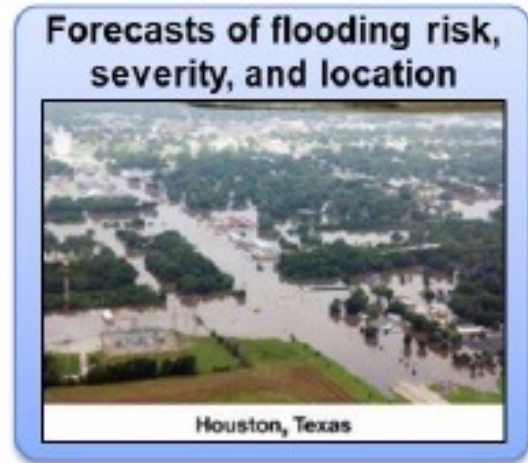 Forecasts of flooding risk,
severity, and location
Houston, Texas